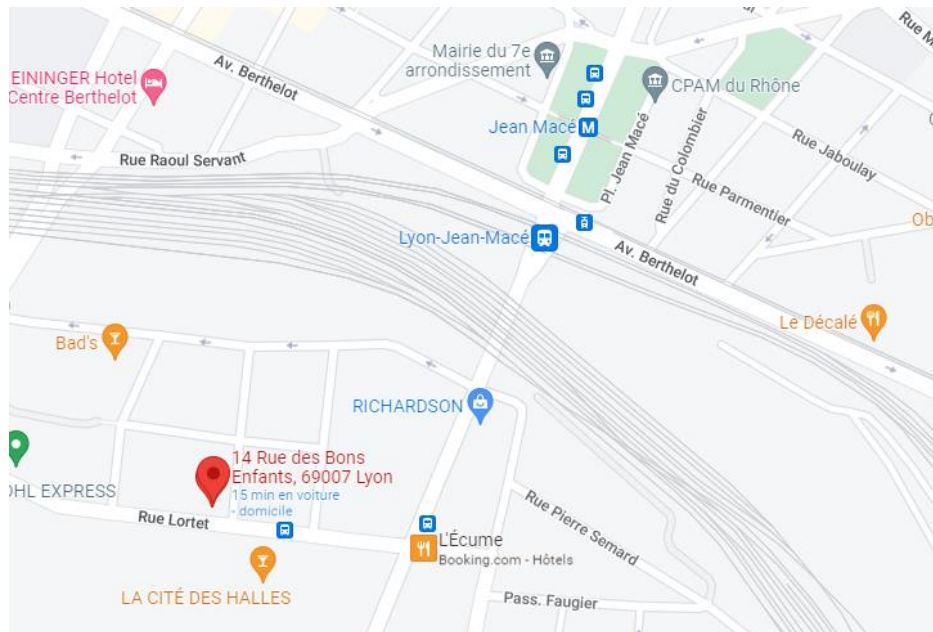 Rue M
Mairie du 7e
arrondissement
Av. Berthelot
EININGER Hotel
Centre Berthelot
CPAM du Rhône
Jean Macé
M
Rue Jaboulay
Rue Raoul Servant
Pl. Jean Macé
Rue du Colombier
Rue Parmentier
Ob
Lyon-Jean-Macé
Av. Berthelot
Le Décalé
Bad's
RICHARDSON
14 Rue des Bons
Enfants, 69007 Lyon
15 min en voiture
- domicile
OHL EXPRESS
Rue Lortet
Rue Pierre Semard
L'Écume
Booking.com - Hôtels
LA CITÉ DES HALLES
Pass. Faugier